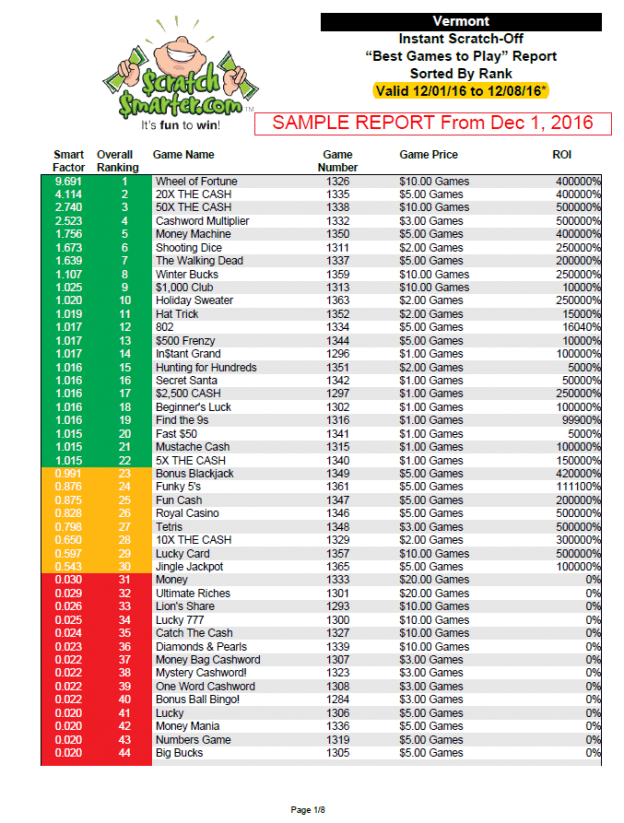 Scratch
$marter.com TM
It's fun to win!
Vermont
Instant Scratch-Off
“Best Games to Play” Report
Sorted By Rank
Valid 12/01/16 to 12/08/16*
SAMPLE REPORT From Dec 1, 2016
Smart Overall Game Name Game Game Price ROI
Factor Ranking Number
9.691 1 Wheel of Fortune 1326 $10.00 Games 400000%
4.114 2 20X THE CASH 1335 $5.00 Games 400000%
2.740 3 50X THE CASH 1338 $10.00 Games 500000%
2.523 4 Cashword Multiplier 1332 $3.00 Games 500000%
1.756 5 Money Machine 1350 $5.00 Games 400000%
1.673 6 Shooting Dice 1311 $2.00 Games 250000%
1.639 7 The Walking Dead 1337 $5.00 Games 200000%
1.107 8 Winter Bucks 1359 $10.00 Games 250000%
1.025 9 $1,000 Club 1313 $10.00 Games 10000%
1.020 10 Holiday Sweater 1363 $2.00 Games 250000%
1.019 11 Hat Trick 1352 $2.00 Games 15000%
1.017 12 802 1334 $5.00 Games 16040%
1.017 13 $500 Frenzy 1344 $5.00 Games 10000%
1.017 14 In$tant Grand 1296 $1.00 Games 100000%
1.016 15 Hunting for Hundreds 1351 $2.00 Games 5000%
1.016 16 Secret Santa 1342 $1.00 Games 50000%
1.016 17 $2,500 CASH 1297 $1.00 Games 250000%
1.016 18 Beginner's Luck 1302 $1.00 Games 100000%
1.016 19 Find the 9s 1316 $1.00 Games 99900%
1.015 20 Fast $50 1341 $1.00 Games 5000%
1.015 21 Mustache Cash 1315 $1.00 Games 100000%
1.015 22 5X THE CASH 1340 $1.00 Games 150000%
0.991 23 Bonus Blackjack 1349 $5.00 Games 420000%
0.876 24 Funky 5's 1361 $5.00 Games 111100%
0.875 25 Fun Cash 1347 $5.00 Games 200000%
0.828 26 Royal Casino 1346 $5.00 Games 500000%
0.798 27 Tetris 1348 $3.00 Games 500000%
0.650 28 10X THE CASH 1329 $2.00 Games 300000%
0.597 29 Lucky Card 1357 $10.00 Games 500000%
0.543 30 Jingle Jackpot 1365 $5.00 Games 100000%
0.030 31 Money 1333 $20.00 Games 0%
0.029 32 Ultimate Riches 1301 $20.00 Games 0%
0.026 33 Lion's Share 1293 $10.00 Games 0%
0.025 34 Lucky 777 1300 $10.00 Games 0%
0.024 35 Catch The Cash 1327 $10.00 Games 0%
0.023 36 Diamonds & Pearls 1339 $10.00 Games 0%
0.022 37 Money Bag Cashword 1307 $3.00 Games 0%
0.022 38 Mystery Cashword! 1323 $3.00 Games 0%
0.022 39 One Word Cashword 1308 $3.00 Games 0%
0.022 40 Bonus Ball Bingo! 1284 $3.00 Games 0%
0.020 41 Lucky 1306 $5.00 Games 0%
0.020 42 Money Mania 1336 $5.00 Games 0%
0.020 43 Numbers Game 1319 $5.00 Games 0%
0.020 44 Big Bucks 1305 $5.00 Games 0%
Page 1/8